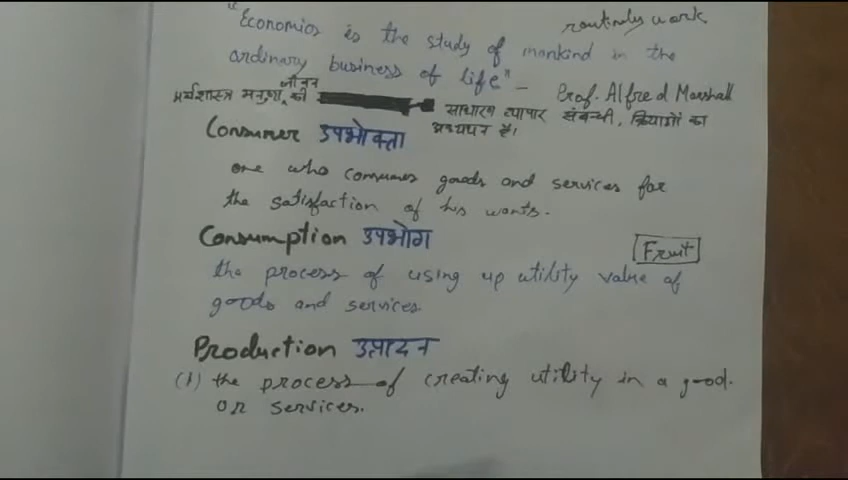 routinely work
"Economics is the study of mankind in the
ordinary business of life" - Prof. Alfred Marshall
जीवन
अर्थशास्त्र मनुष्य की साधारण व्यापार संबन्धी, क्रियाओं का
अध्ययन है।
Consumer उपभोक्ता
one who consumes goods and services for
the satisfaction of his wants.
Consumption उपभोग
Fruit
the process of using up utility value of
goods and services.
Production उत्पादन
(1) the process of creating utility in a good.
or services.